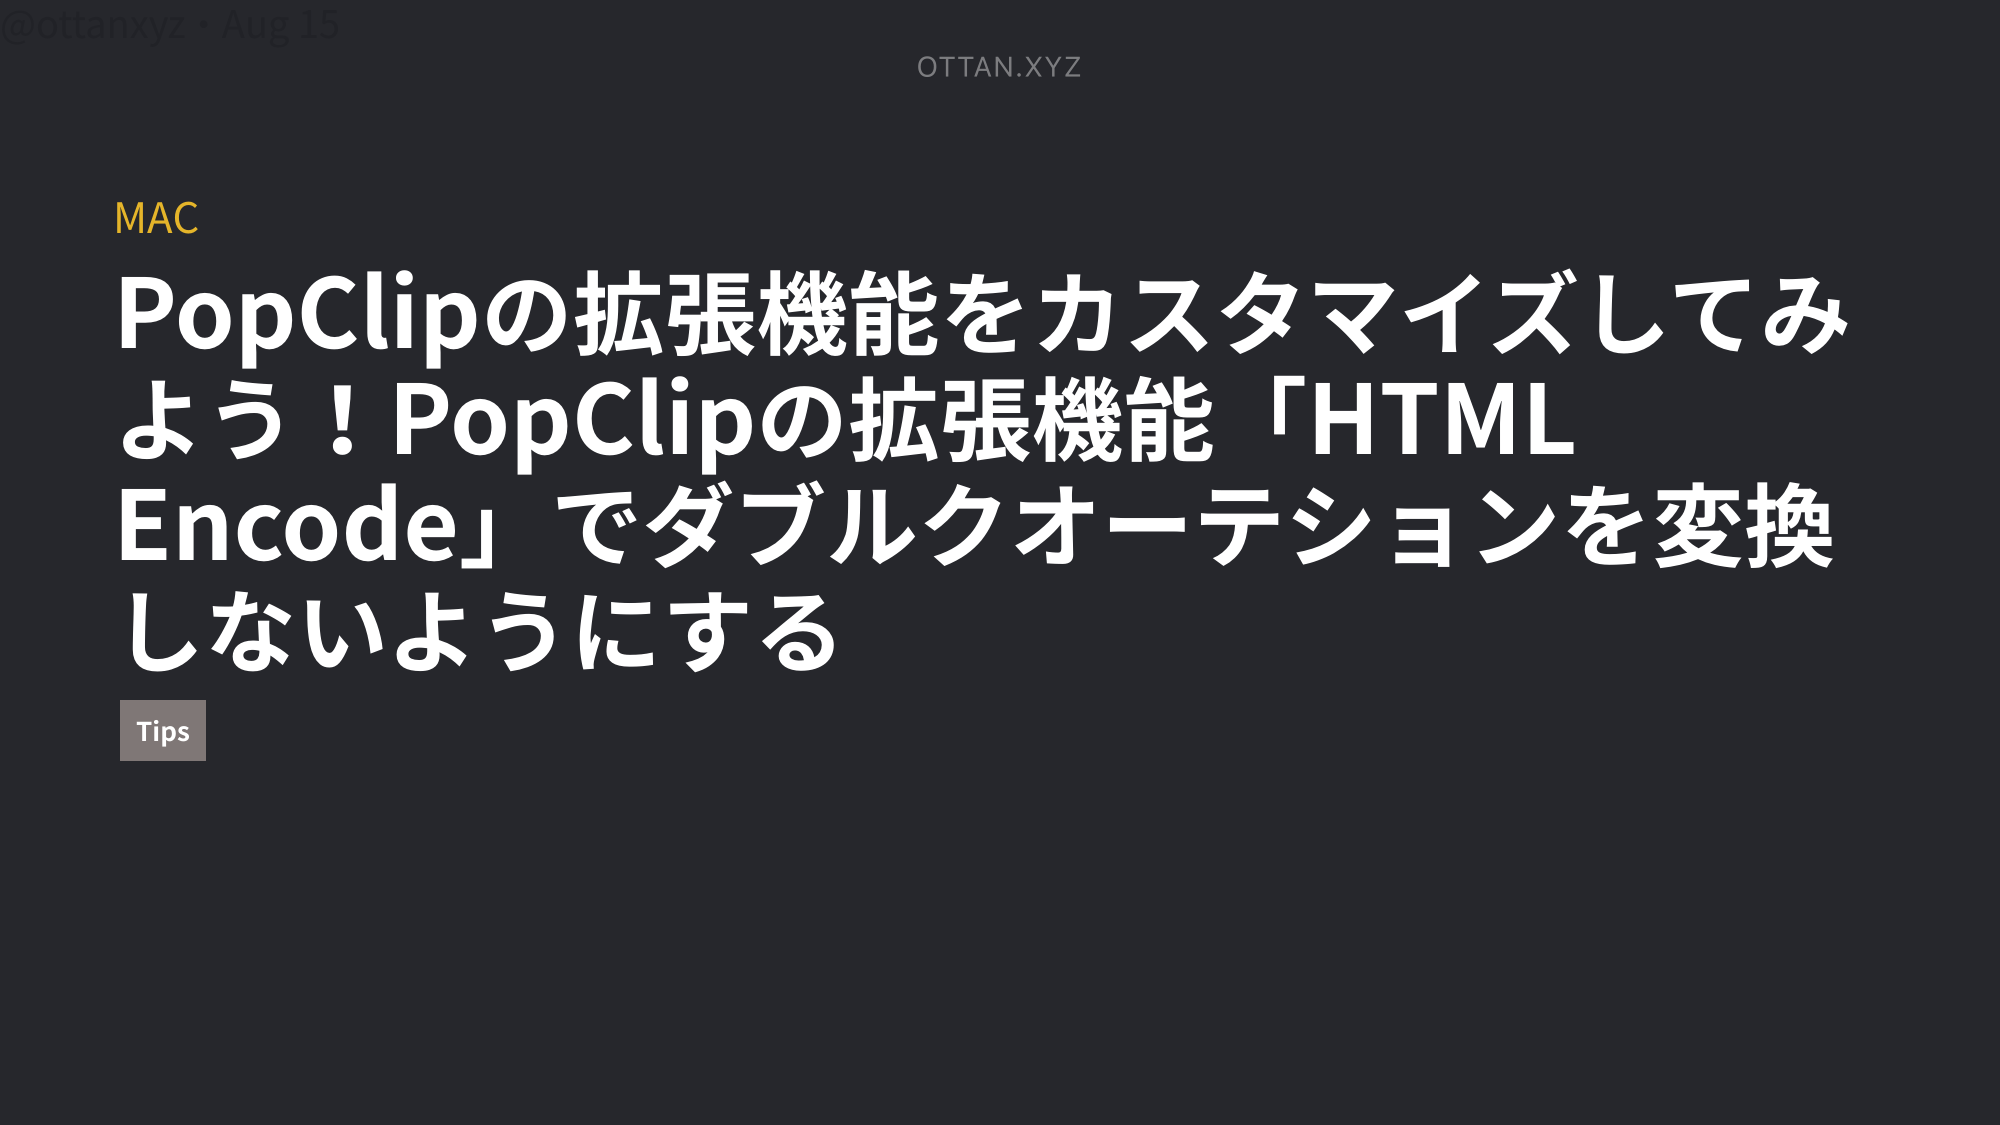 @ottanxyz・Aug 15
OTTAN.XYZ
MAC
PopClipの拡張機能をカスタマイズしてみ
よう！PopClipの拡張機能「HTML
Encode」でダブルクオーテションを変換
しないようにする
Tips